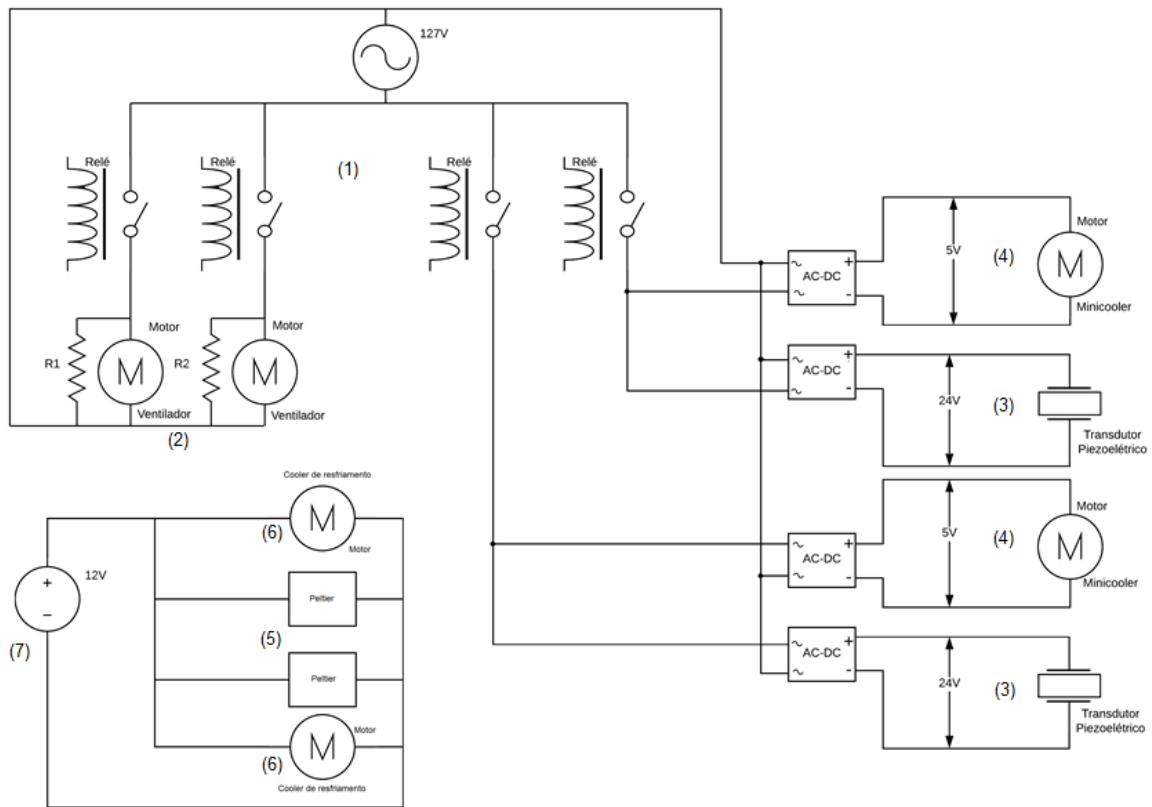 127V
Relé
Relé
(1)
Relé
Relé
Motor
R1
M
Ventilador
Motor
R2
M
Ventilador
(2)
AC-DC
+
-
5V
(4)
Motor
M
Minicooler
AC-DC
+
-
24V
(3)
Transdutor
Piezoelétrico
AC-DC
+
-
5V
(4)
Motor
M
Minicooler
AC-DC
+
-
24V
(3)
Transdutor
Piezoelétrico
Cooler de resfriamento
(6)
M
Motor
12V
+
−
(7)
Peltier
(5)
Peltier
Motor
M
(6)
Cooler de resfriamento